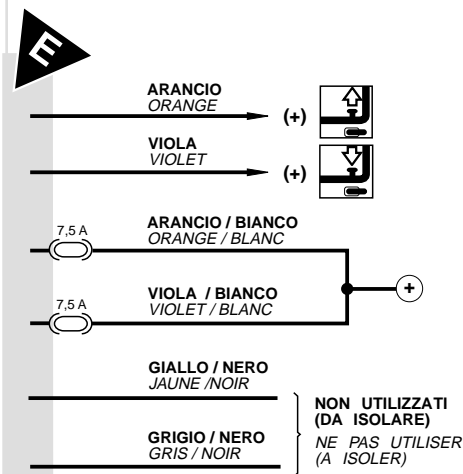 E
ARANCIO
ORANGE
(+)
VIOLA
VIOLET
(+)
7,5 A
ARANCIO / BIANCO
ORANGE / BLANC
+
7,5 A
VIOLA / BIANCO
VIOLET / BLANC
GIALLO / NERO
JAUNE /NOIR
GRIGIO / NERO
GRIS / NOIR
NON UTILIZZATI
(DA ISOLARE)
NE PAS UTILISER
(A ISOLER)